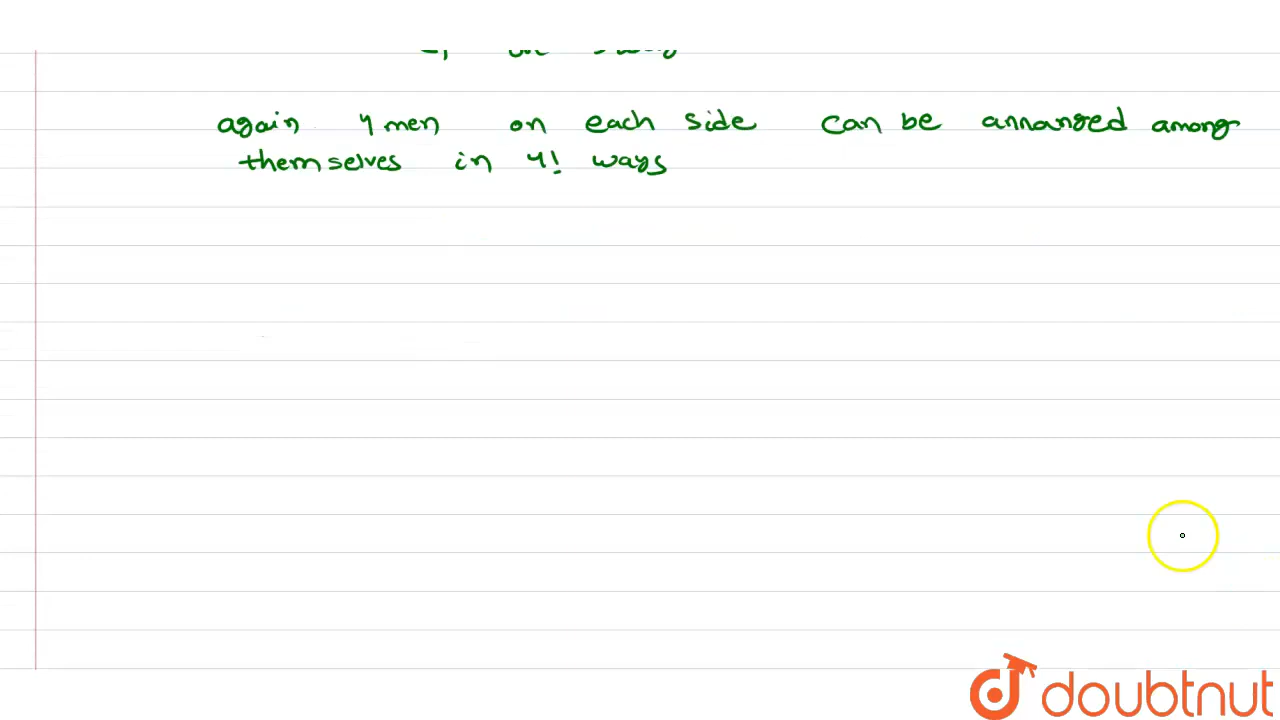 again 4 men on each side can be arranged among
themselves in 4! ways
doubtnut